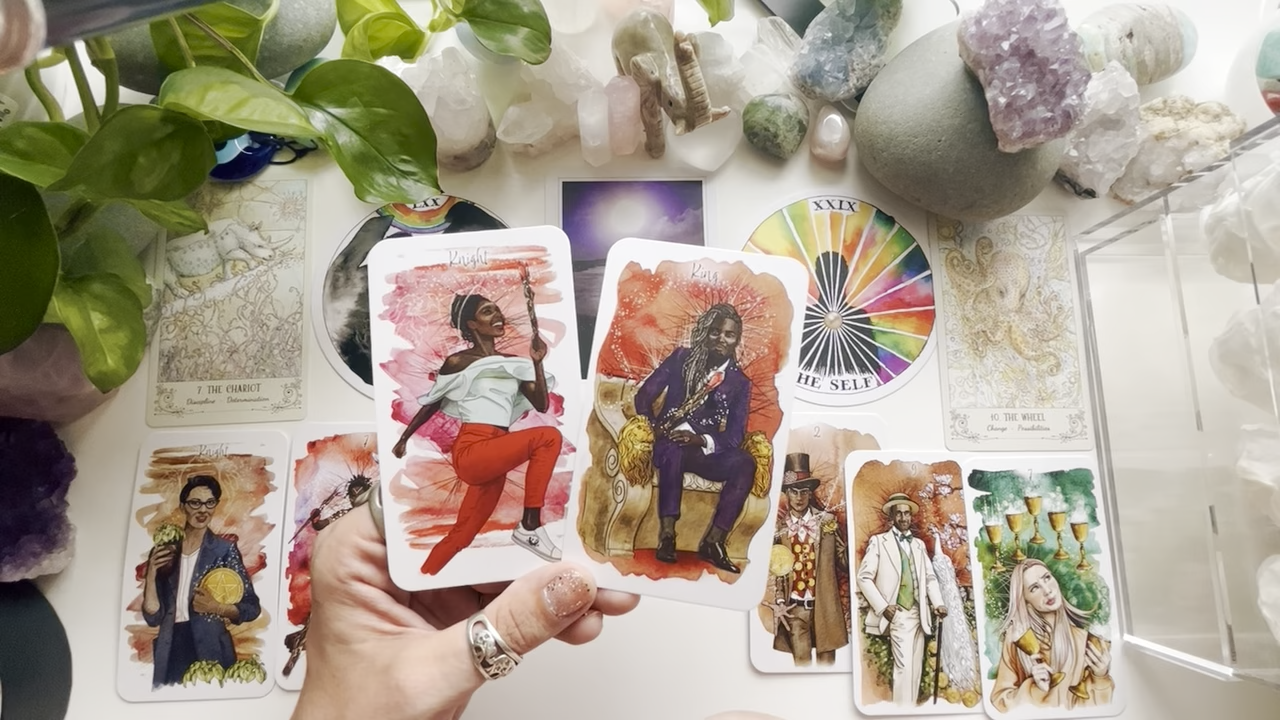 LXX
XXIX
Knight
King
THE SELF
7. THE CHARIOT
Discipline · Determination
10. THE WHEEL
Change · Possibilities
Knight
2
9
7